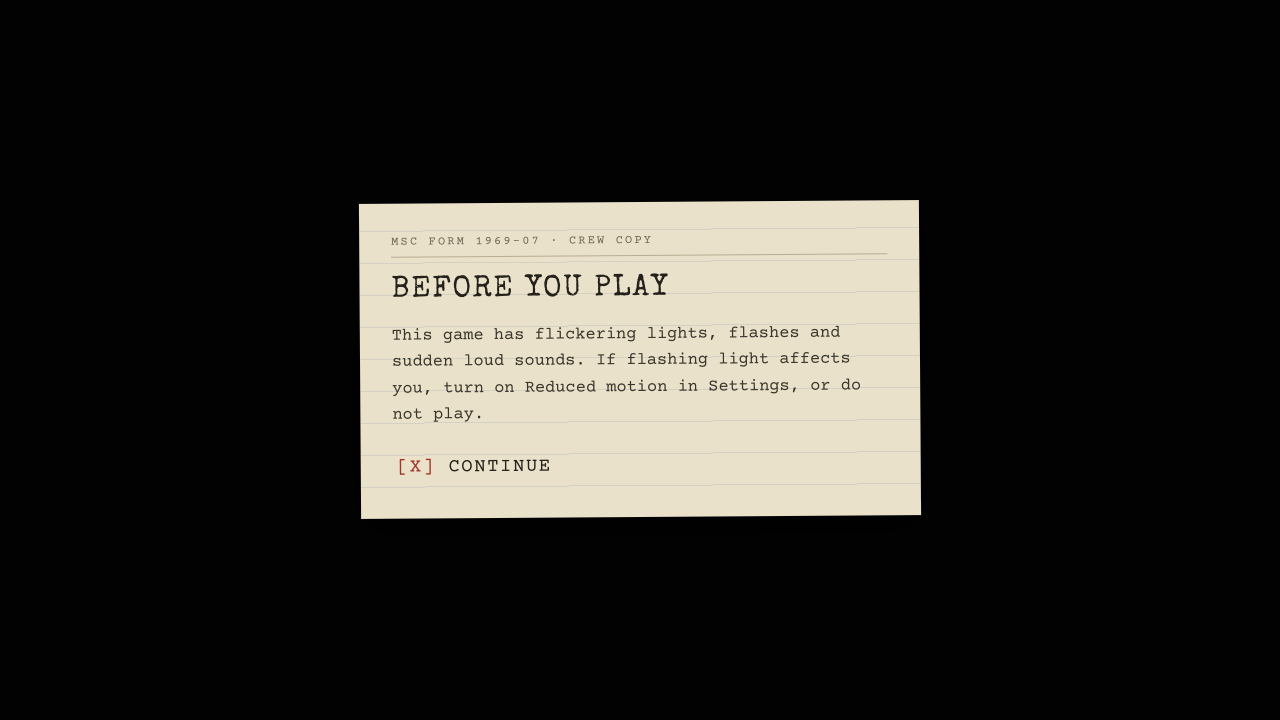 MSC FORM 1969-07 · CREW COPY
BEFORE YOU PLAY
This game has flickering lights, flashes and
sudden loud sounds. If flashing light affects
you, turn on Reduced motion in Settings, or do
not play.
[X] CONTINUE